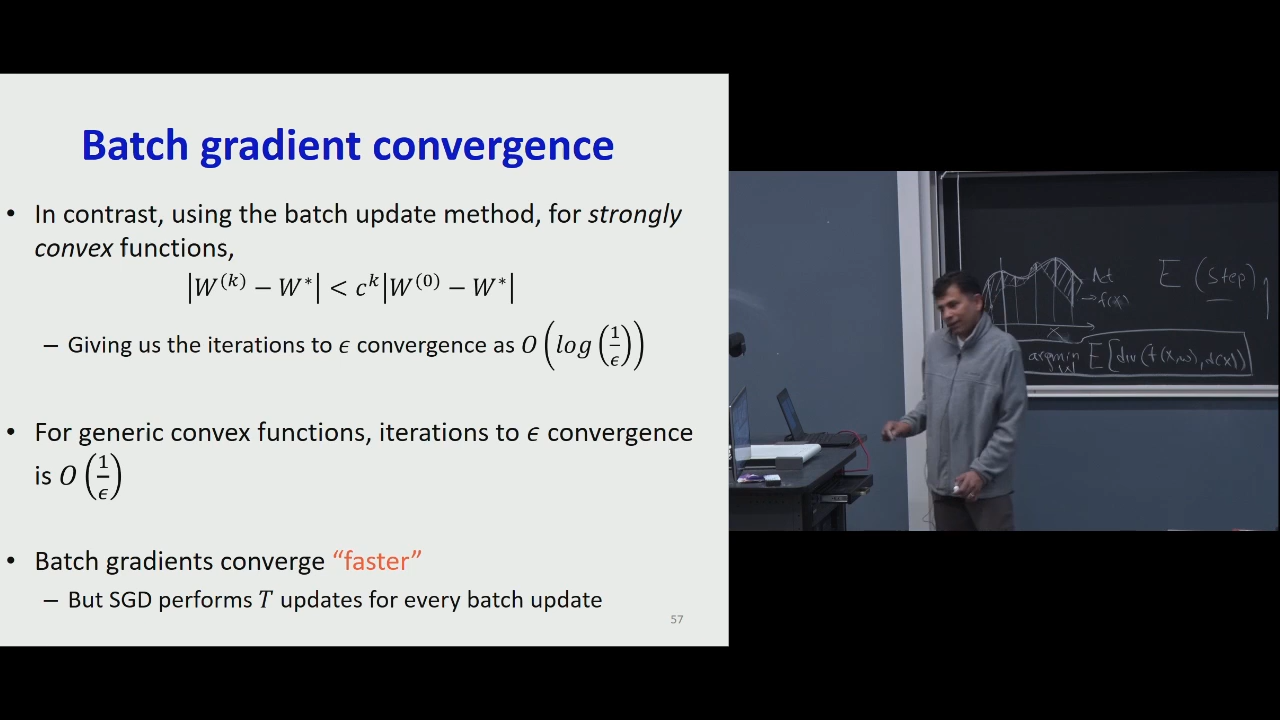 Batch gradient convergence
• In contrast, using the batch update method, for strongly
convex functions,
|W^(k) − W*| < c^k |W^(0) − W*|
– Giving us the iterations to ϵ convergence as O(log(1/ϵ))
• For generic convex functions, iterations to ϵ convergence
is O(1/ϵ)
• Batch gradients converge “faster”
– But SGD performs T updates for every batch update
57
E (step)
→ f(x)
X
argmin E[div(f(x,w),d(x))]